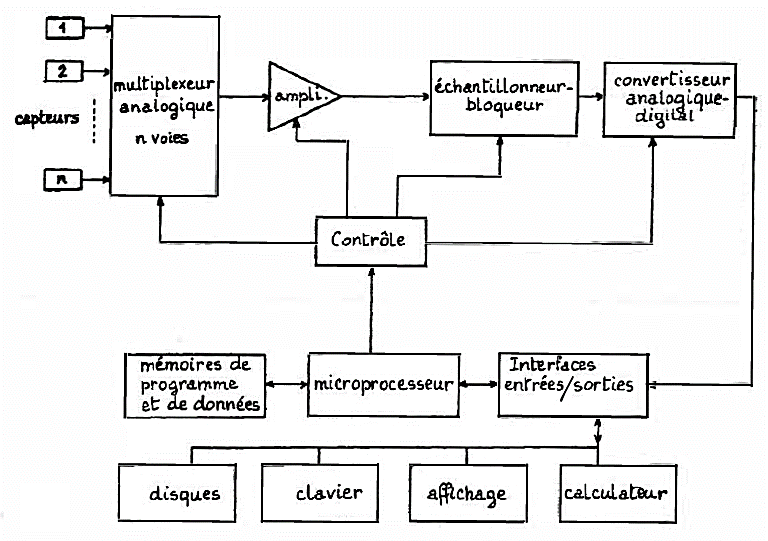 1
2
capteurs
n
multiplexeur
analogique
n voies
ampli.
échantillonneur-
bloqueur
convertisseur
analogique-
digital
Contrôle
mémoires de
programme
et de données
microprocesseur
Interfaces
entrées/sorties
disques
clavier
affichage
calculateur